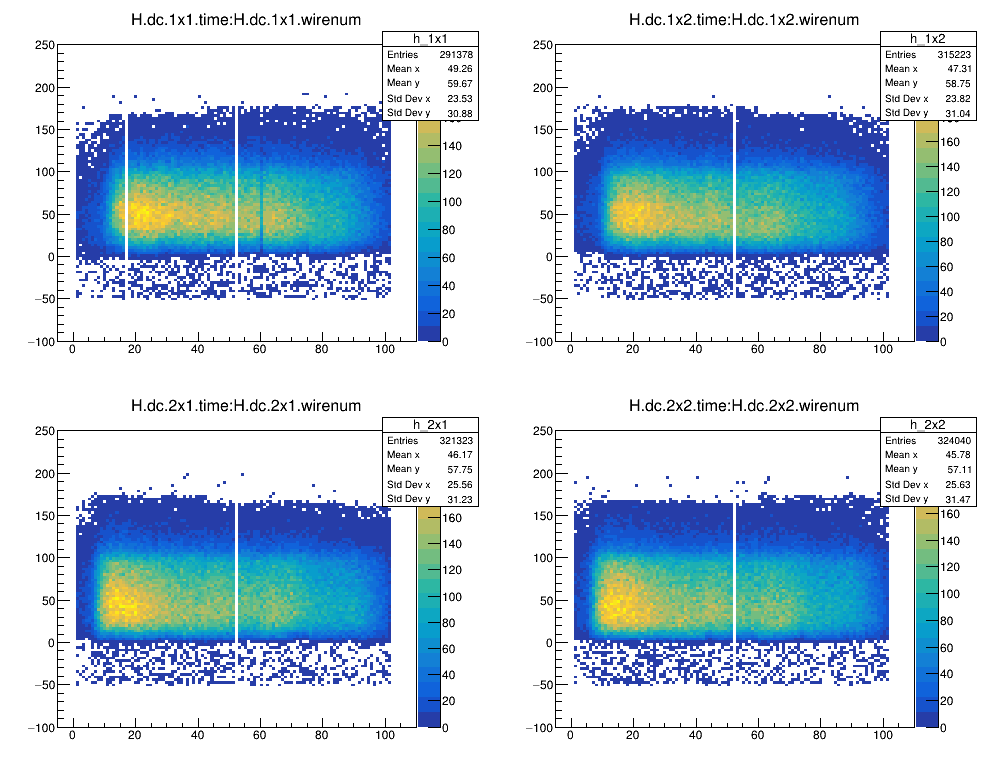 H.dc.1x1.time:H.dc.1x1.wirenum
h_1x1
Entries 291378
Mean x 49.26
Mean y 59.67
Std Dev x 23.53
Std Dev y 30.88
250
200
150
100
50
0
−50
−100
0 20 40 60 80 100
140
120
100
80
60
40
20
0
H.dc.1x2.time:H.dc.1x2.wirenum
h_1x2
Entries 315223
Mean x 47.31
Mean y 58.75
Std Dev x 23.82
Std Dev y 31.04
250
200
150
100
50
0
−50
−100
0 20 40 60 80 100
160
140
120
100
80
60
40
20
0
H.dc.2x1.time:H.dc.2x1.wirenum
h_2x1
Entries 321323
Mean x 46.17
Mean y 57.75
Std Dev x 25.56
Std Dev y 31.23
250
200
150
100
50
0
−50
−100
0 20 40 60 80 100
160
140
120
100
80
60
40
20
0
H.dc.2x2.time:H.dc.2x2.wirenum
h_2x2
Entries 324040
Mean x 45.78
Mean y 57.11
Std Dev x 25.63
Std Dev y 31.47
250
200
150
100
50
0
−50
−100
0 20 40 60 80 100
160
140
120
100
80
60
40
20
0